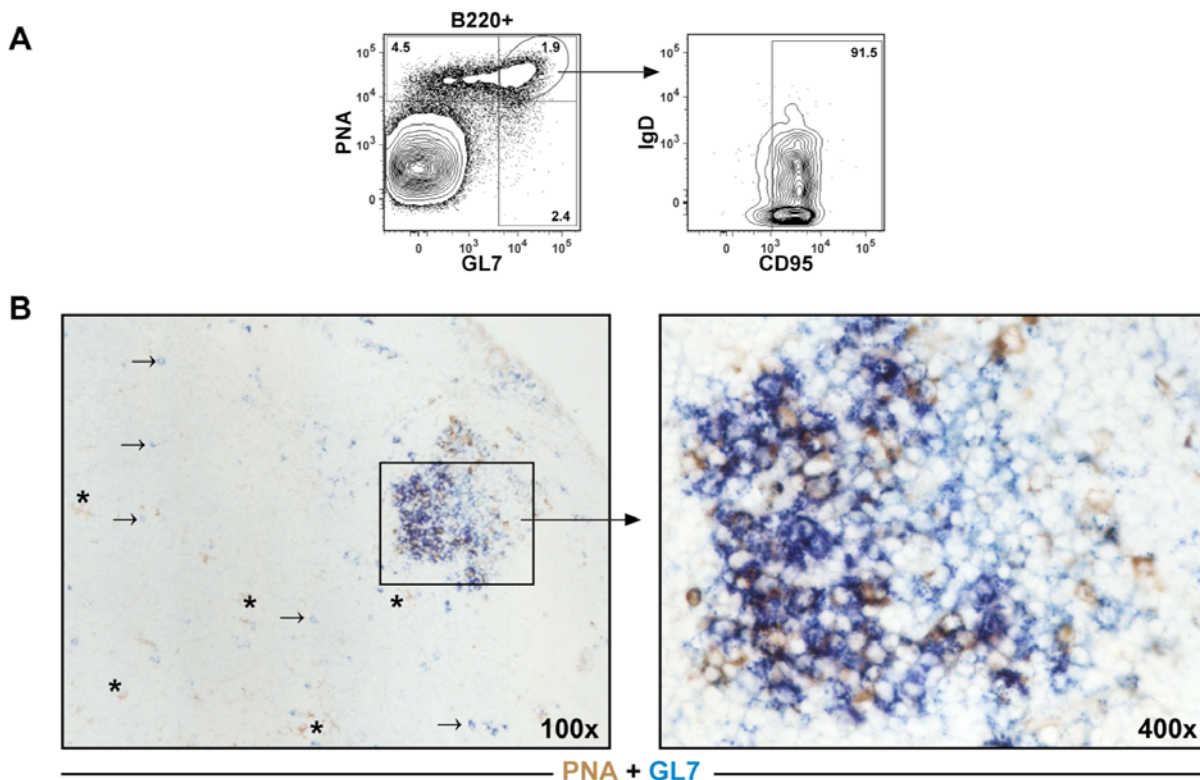 A
B220+
4.5
1.9
10⁵
10⁴
10³
0
PNA
2.4
0 10³ 10⁴ 10⁵
GL7
91.5
10⁵
10⁴
10³
0
IgD
0 10³ 10⁴ 10⁵
CD95
B
→
→
*
→
*
→
*
*
*
→
100x
400x
PNA + GL7